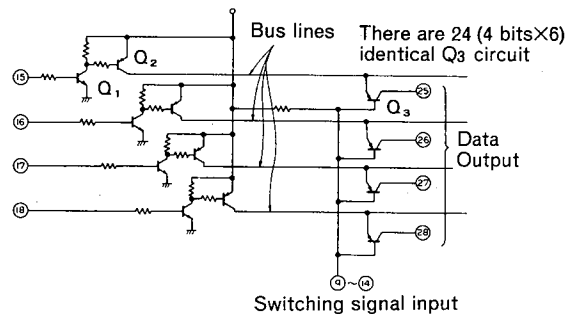 Bus lines
There are 24 (4 bits×6)
identical Q3 circuit
Q2
15
Q1
25
Q3
16
26
Data
Output
17
27
18
28
9 ~ 14
Switching signal input